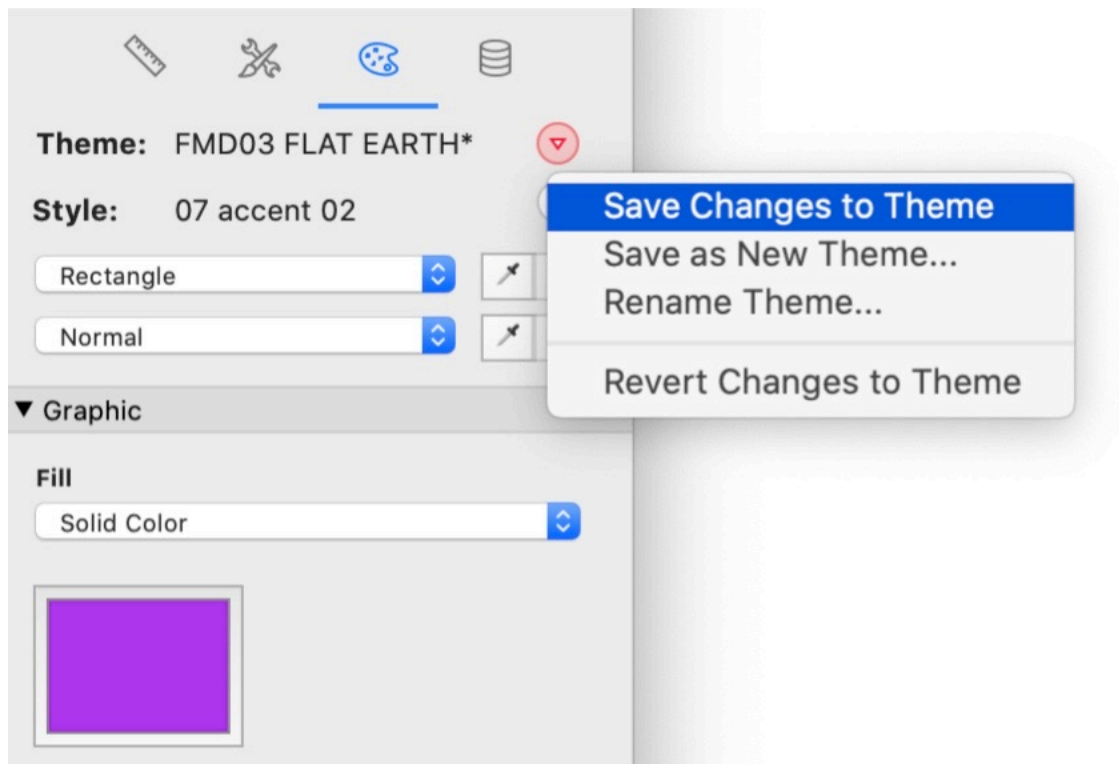 Theme: FMD03 FLAT EARTH*
Style: 07 accent 02
Rectangle
Normal
Save Changes to Theme
Save as New Theme...
Rename Theme...
Revert Changes to Theme
Graphic
Fill
Solid Color